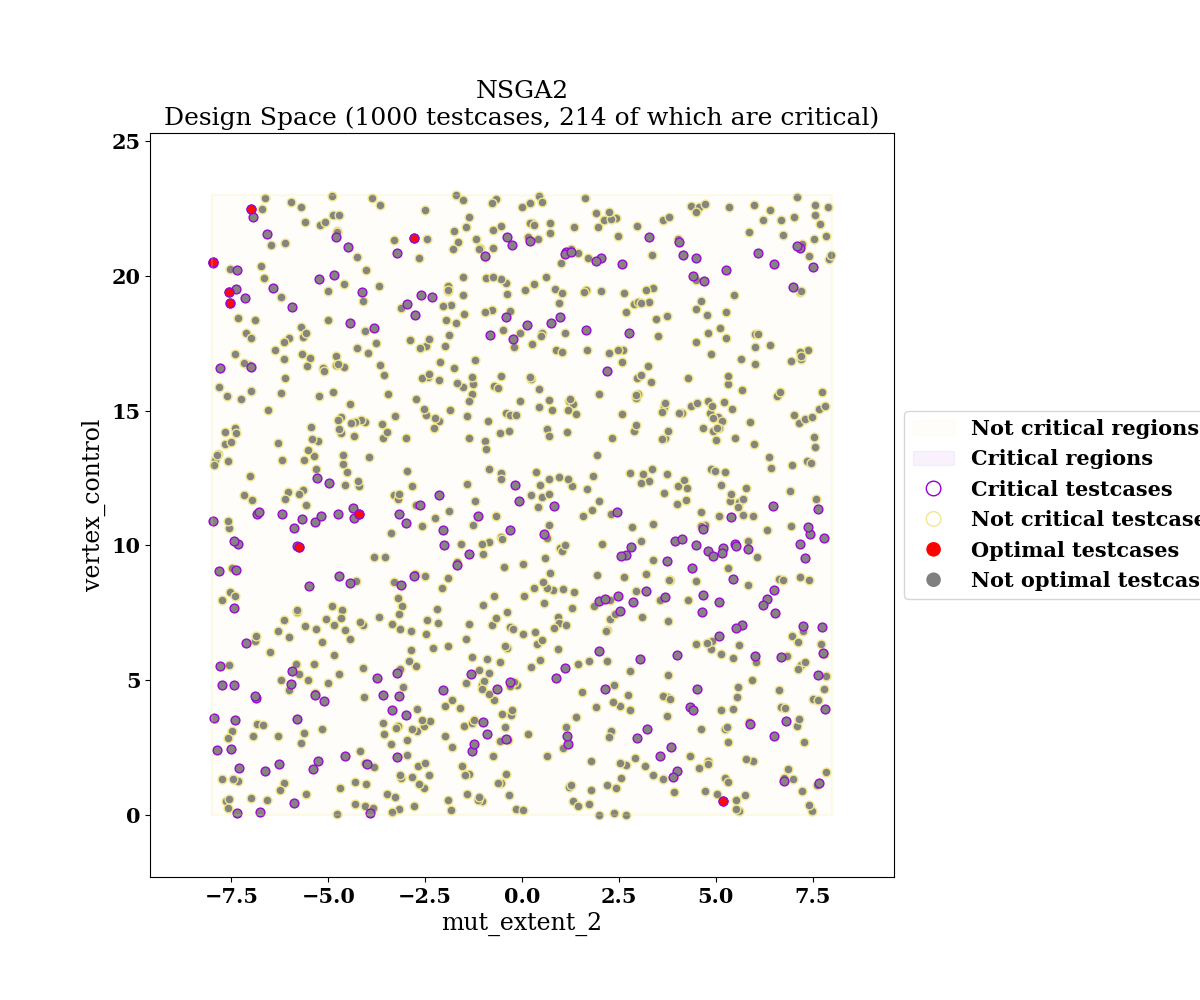 NSGA2
Design Space (1000 testcases, 214 of which are critical)
25
20
15
10
5
0
vertex_control
−7.5
−5.0
−2.5
0.0
2.5
5.0
7.5
mut_extent_2
Not critical regions
Critical regions
Critical testcases
Not critical testcase
Optimal testcases
Not optimal testcas